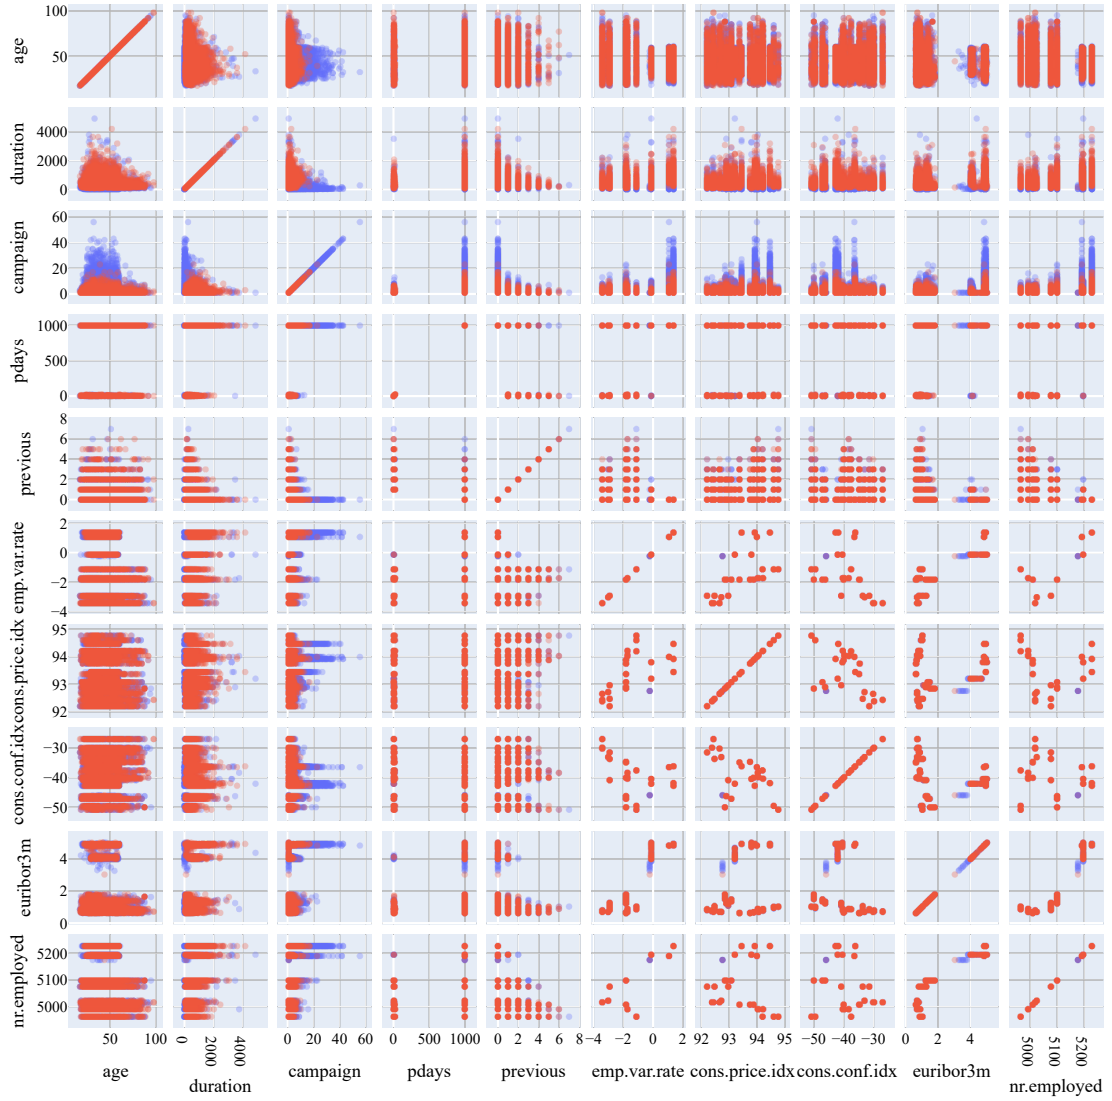 age
100
50
duration
4000
2000
0
campaign
60
40
20
0
pdays
1000
500
0
previous
8
6
4
2
0
emp.var.rate
2
0
−2
−4
cons.price.idx
95
94
93
92
cons.conf.idx
−30
−40
−50
euribor3m
4
2
0
nr.employed
5200
5100
5000
50 100 0 2000 4000 0 20 40 60 0 500 1000 0 2 4 6 8 −4 −2 0 2 92 93 94 95 −50 −40 −30 0 2 4 5000 5100 5200
age duration campaign pdays previous emp.var.rate cons.price.idx cons.conf.idx euribor3m nr.employed